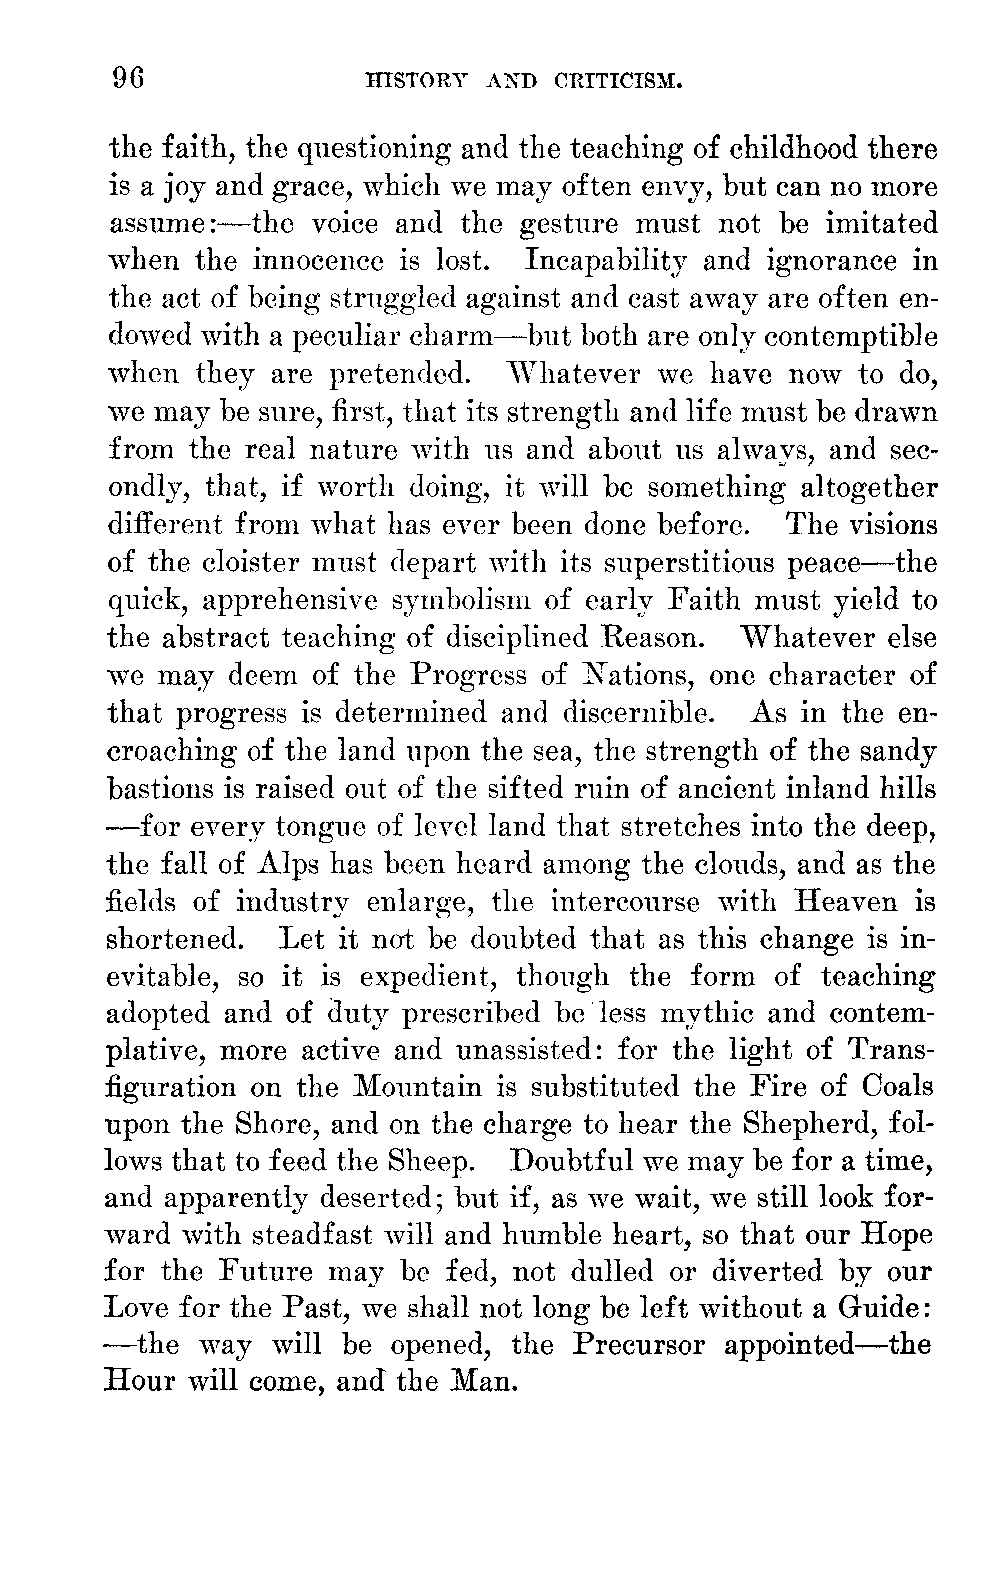 96 HISTORY AND CRITICISM.
the faith, the questioning and the teaching of childhood there
is a joy and grace, which we may often envy, but can no more
assume:—the voice and the gesture must not be imitated
when the innocence is lost. Incapability and ignorance in
the act of being struggled against and cast away are often en-
dowed with a peculiar charm—but both are only contemptible
when they are pretended. Whatever we have now to do,
we may be sure, first, that its strength and life must be drawn
from the real nature with us and about us always, and sec-
ondly, that, if worth doing, it will be something altogether
different from what has ever been done before. The visions
of the cloister must depart with its superstitious peace—the
quick, apprehensive symbolism of early Faith must yield to
the abstract teaching of disciplined Reason. Whatever else
we may deem of the Progress of Nations, one character of
that progress is determined and discernible. As in the en-
croaching of the land upon the sea, the strength of the sandy
bastions is raised out of the sifted ruin of ancient inland hills
—for every tongue of level land that stretches into the deep,
the fall of Alps has been heard among the clouds, and as the
fields of industry enlarge, the intercourse with Heaven is
shortened. Let it not be doubted that as this change is in-
evitable, so it is expedient, though the form of teaching
adopted and of duty prescribed be less mythic and contem-
plative, more active and unassisted: for the light of Trans-
figuration on the Mountain is substituted the Fire of Coals
upon the Shore, and on the charge to hear the Shepherd, fol-
lows that to feed the Sheep. Doubtful we may be for a time,
and apparently deserted; but if, as we wait, we still look for-
ward with steadfast will and humble heart, so that our Hope
for the Future may be fed, not dulled or diverted by our
Love for the Past, we shall not long be left without a Guide:
—the way will be opened, the Precursor appointed—the
Hour will come, and the Man.